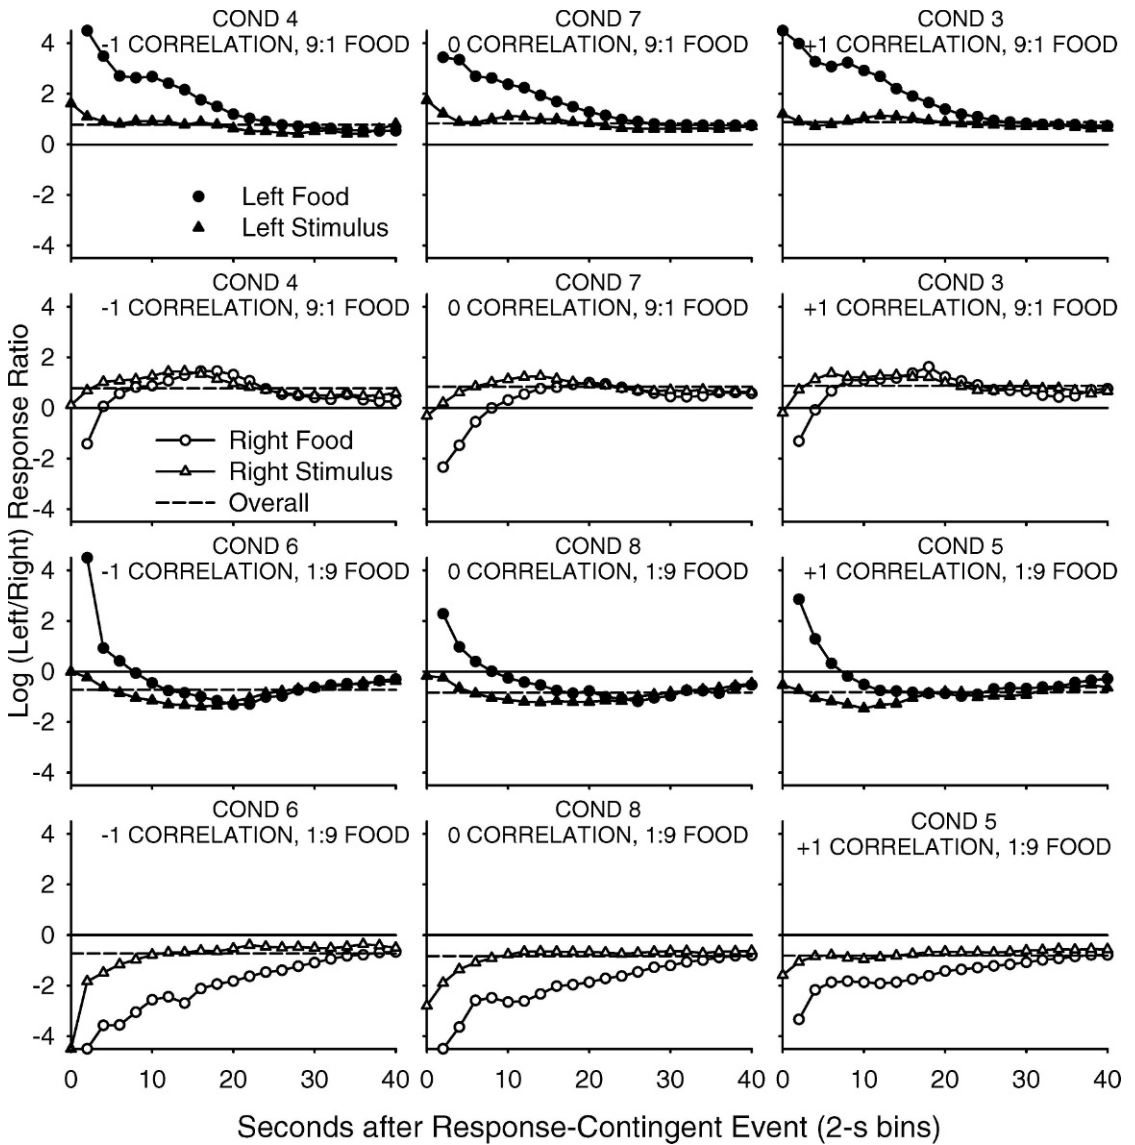 COND 4
-1 CORRELATION, 9:1 FOOD
COND 7
0 CORRELATION, 9:1 FOOD
COND 3
+1 CORRELATION, 9:1 FOOD
4
2
0
-2
-4
Left Food
Left Stimulus
COND 4
-1 CORRELATION, 9:1 FOOD
COND 7
0 CORRELATION, 9:1 FOOD
COND 3
+1 CORRELATION, 9:1 FOOD
4
2
0
-2
-4
Right Food
Right Stimulus
Overall
Log (Left/Right) Response Ratio
COND 6
-1 CORRELATION, 1:9 FOOD
COND 8
0 CORRELATION, 1:9 FOOD
COND 5
+1 CORRELATION, 1:9 FOOD
4
2
0
-2
-4
COND 6
-1 CORRELATION, 1:9 FOOD
COND 8
0 CORRELATION, 1:9 FOOD
COND 5
+1 CORRELATION, 1:9 FOOD
4
2
0
-2
-4
0 10 20 30 40 0 10 20 30 40 0 10 20 30 40
Seconds after Response-Contingent Event (2-s bins)